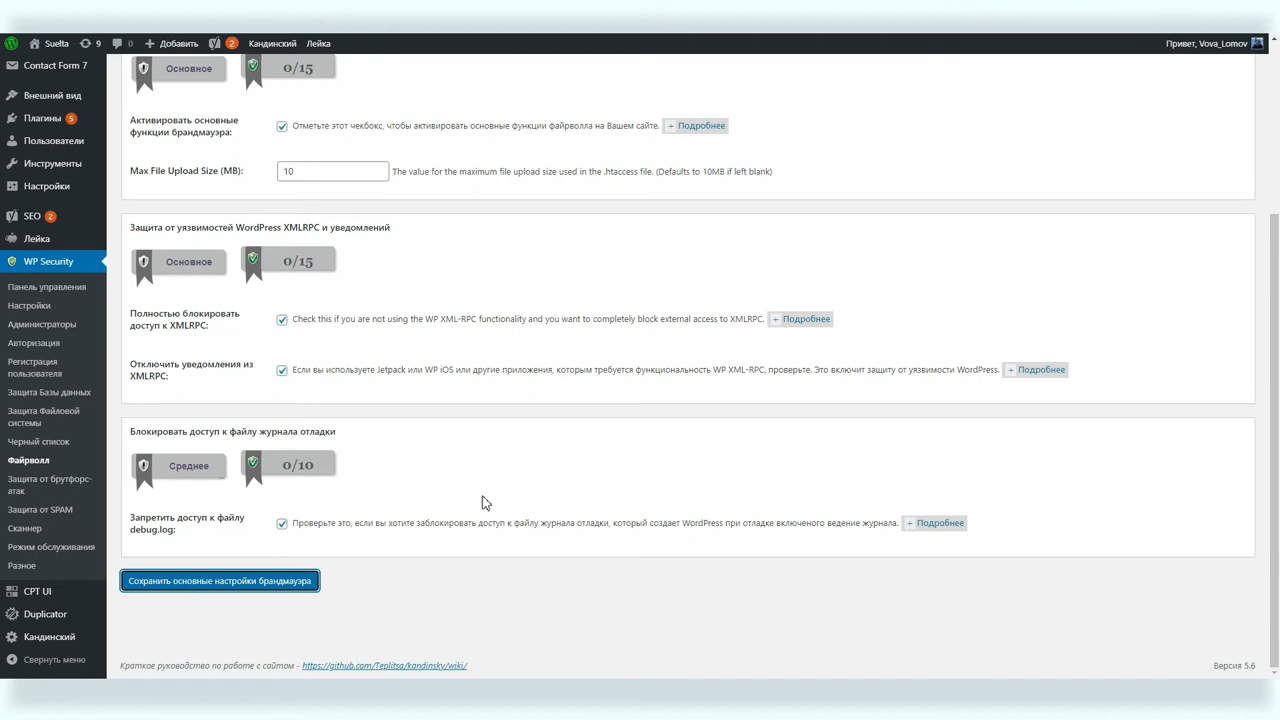 Suelta 9 0 Добавить 2 Кандинский Лейка Привет, Vova_Lomov
Contact Form 7
Внешний вид
Плагины 5
Пользователи
Инструменты
Настройки
SEO 2
Лейка
WP Security
Панель управления
Настройки
Администраторы
Авторизация
Регистрация
пользователя
Защита Базы данных
Защита Файловой
системы
Черный список
Файрволл
Защита от брутфорс-
атак
Защита от SPAM
Сканнер
Режим обслуживания
Разное
CPT UI
Duplicator
Кандинский
Свернуть меню
Основное 0/15
Активировать основные
функции брандмауэра:
Отметьте этот чекбокс, чтобы активировать основные функции файрволла на Вашем сайте. + Подробнее
Max File Upload Size (MB): 10 The value for the maximum file upload size used in the .htaccess file. (Defaults to 10MB if left blank)
Защита от уязвимостей WordPress XMLRPC и уведомлений
Основное 0/15
Полностью блокировать
доступ к XMLRPC:
Check this if you are not using the WP XML-RPC functionality and you want to completely block external access to XMLRPC. + Подробнее
Отключить уведомления из
XMLRPC:
Если вы используете Jetpack или WP iOS или другие приложения, которым требуется функциональность WP XML-RPC, проверьте. Это включит защиту от уязвимости WordPress. + Подробнее
Блокировать доступ к файлу журнала отладки
Среднее 0/10
Запретить доступ к файлу
debug.log:
Проверьте это, если вы хотите заблокировать доступ к файлу журнала отладки, который создает WordPress при отладке включеного ведение журнала. + Подробнее
Сохранить основные настройки брандмауэра
Краткое руководство по работе с сайтом - https://github.com/Teplitsa/kandinsky/wiki/ Версия 5.6